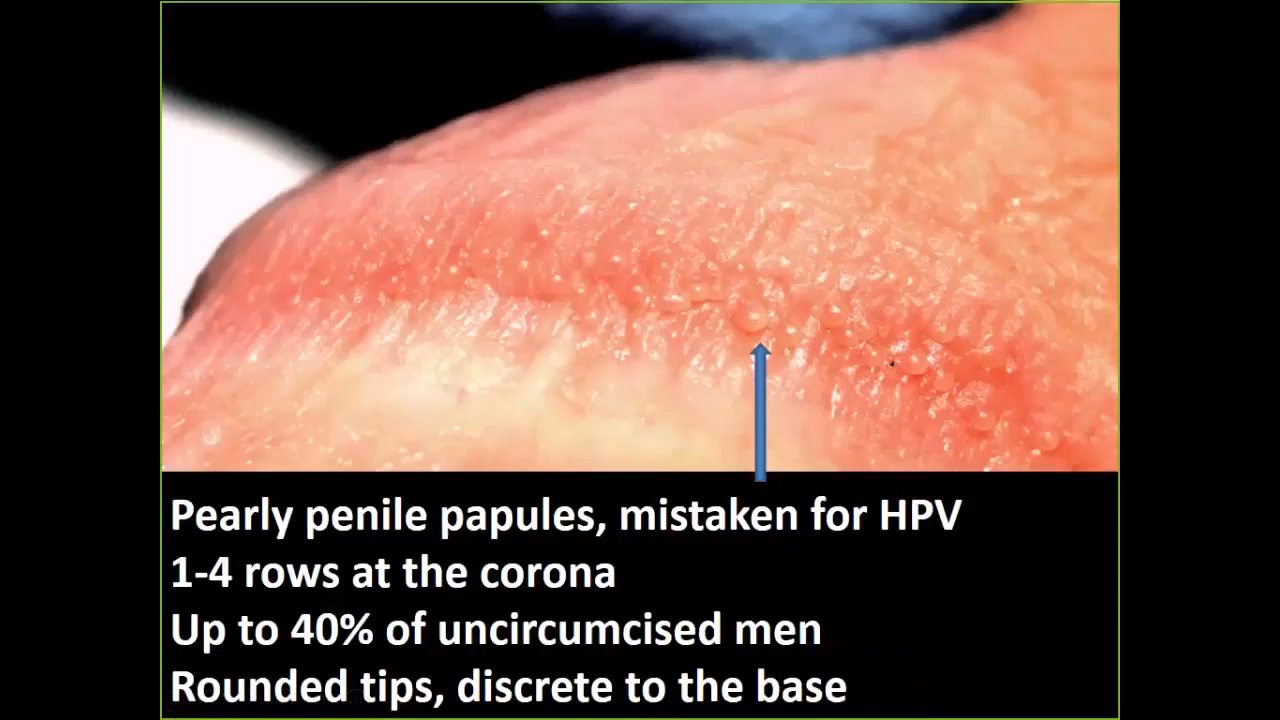 Pearly penile papules, mistaken for HPV
1-4 rows at the corona
Up to 40% of uncircumcised men
Rounded tips, discrete to the base